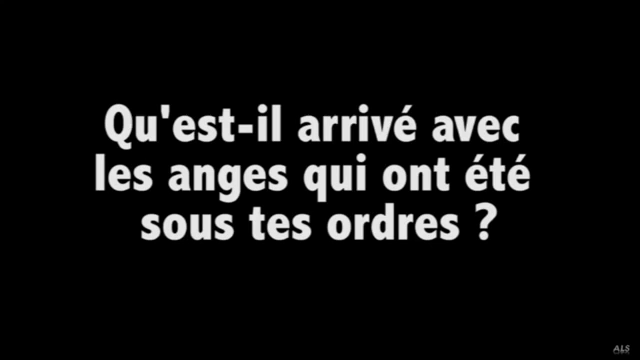 Qu'est-il arrivé avec
les anges qui ont été
sous tes ordres ?
ALS